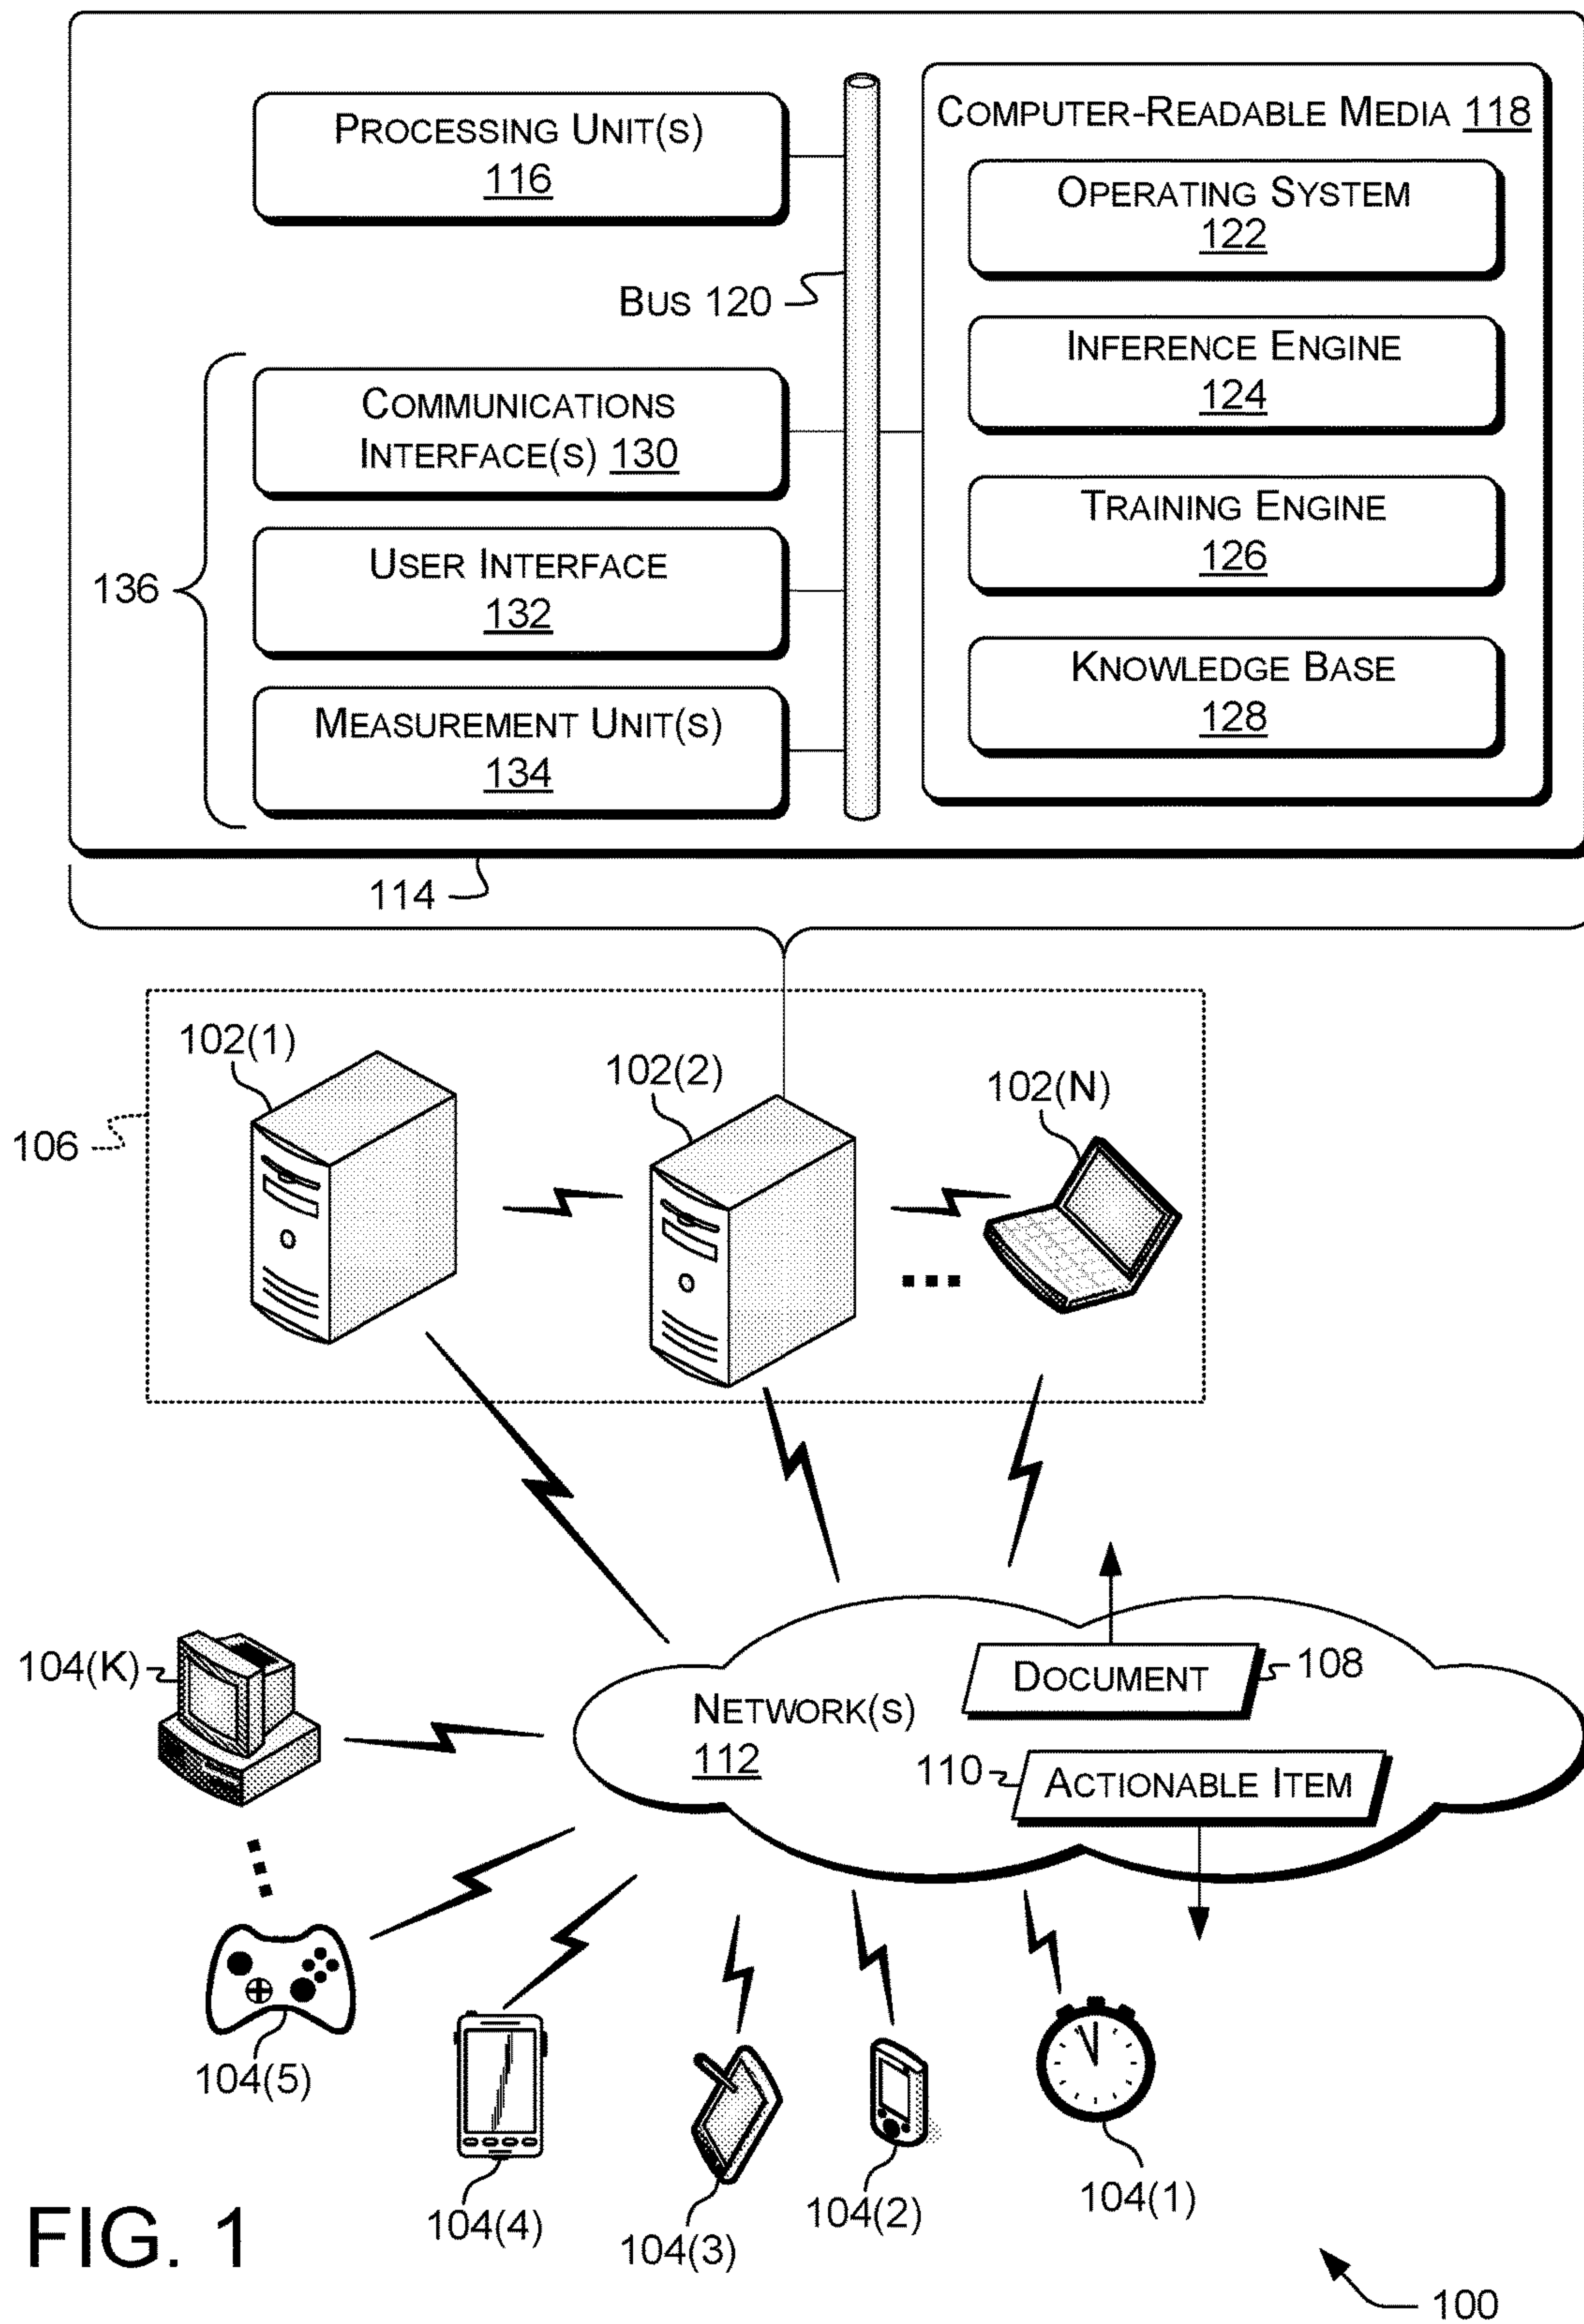 PROCESSING UNIT(S)
116
BUS 120
COMMUNICATIONS
INTERFACE(S) 130
USER INTERFACE
132
MEASUREMENT UNIT(S)
134
136
COMPUTER-READABLE MEDIA 118
OPERATING SYSTEM
122
INFERENCE ENGINE
124
TRAINING ENGINE
126
KNOWLEDGE BASE
128
114
102(1)
102(2)
102(N)
106
104(K)
NETWORK(S)
112
DOCUMENT
108
110
ACTIONABLE ITEM
104(5)
104(4)
104(3)
104(2)
104(1)
FIG. 1
100